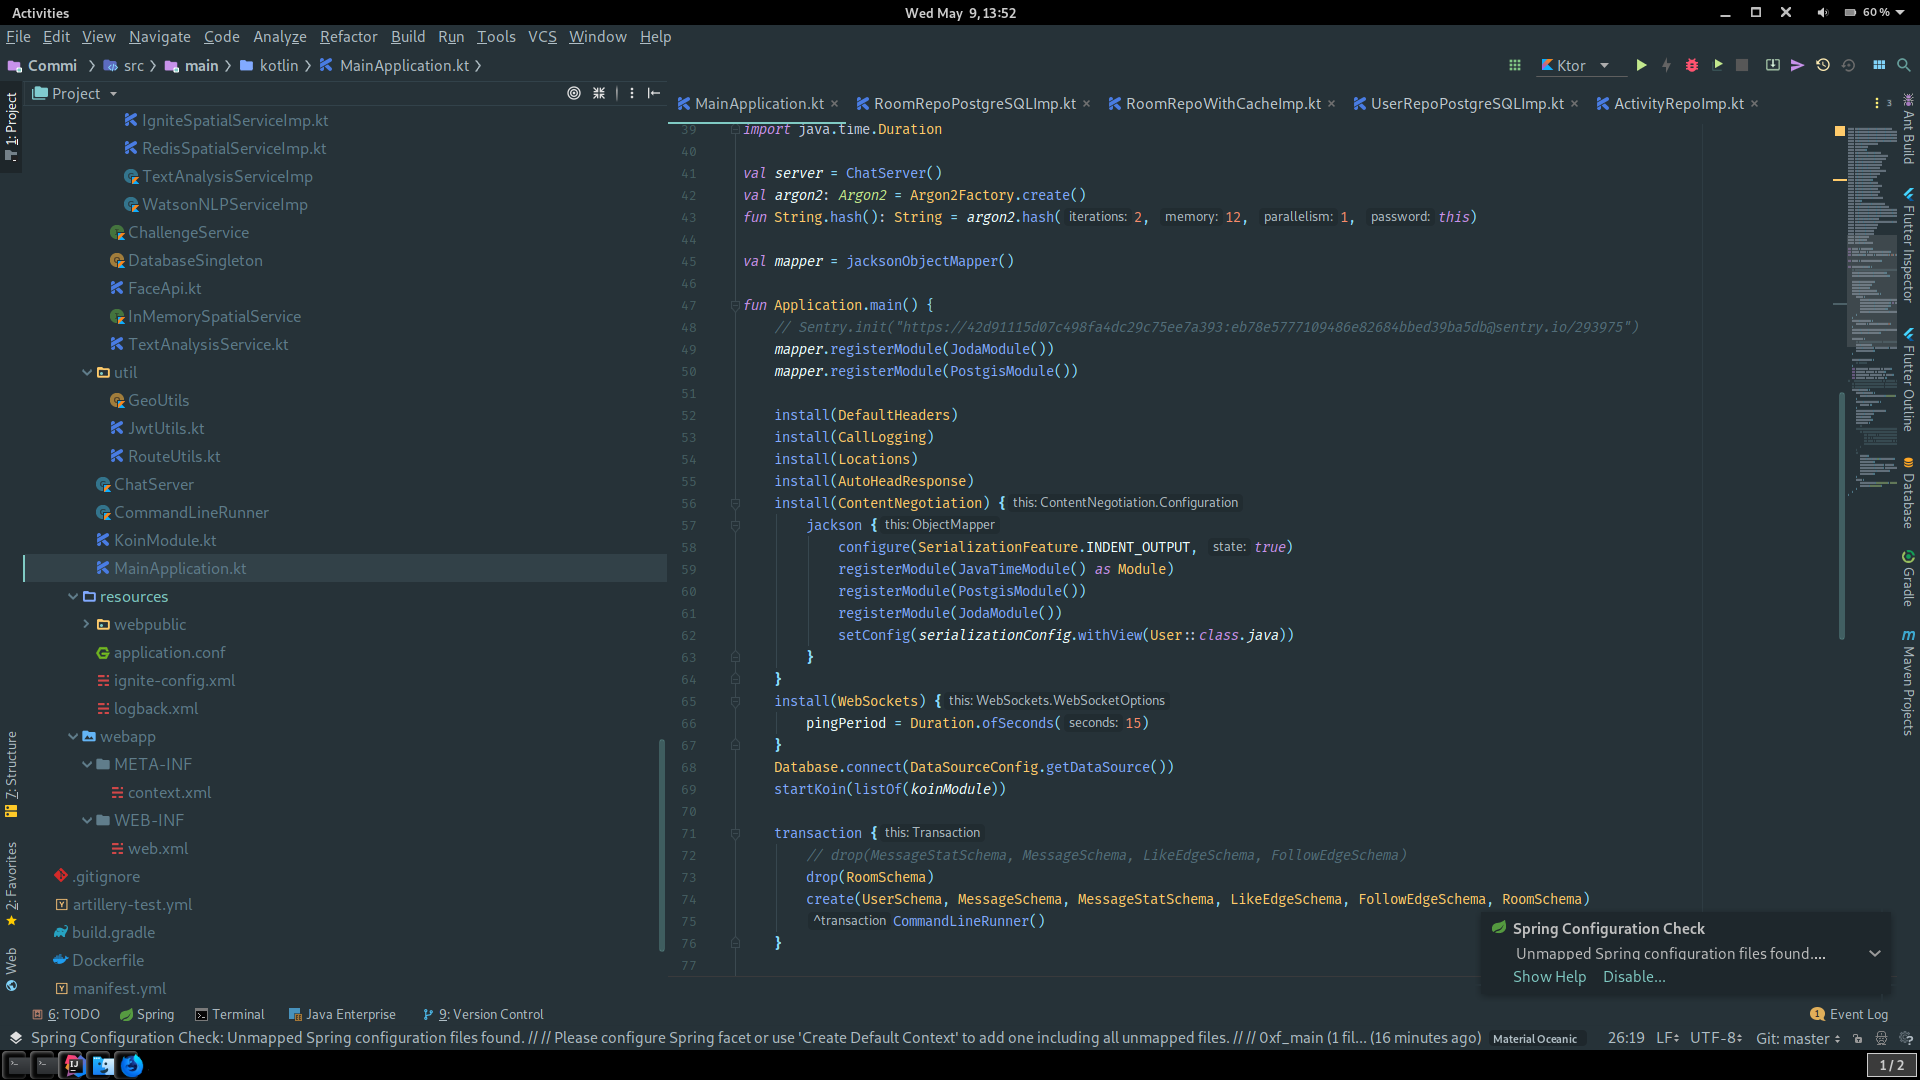 Activities
Wed May 9, 13:52
60 %
File Edit View Navigate Code Analyze Refactor Build Run Tools VCS Window Help
Commi src main kotlin MainApplication.kt
Ktor
1: Project
7: Structure
2: Favorites
Web
Project
IgniteSpatialServiceImp.kt
RedisSpatialServiceImp.kt
TextAnalysisServiceImp
WatsonNLPServiceImp
ChallengeService
DatabaseSingleton
FaceApi.kt
InMemorySpatialService
TextAnalysisService.kt
util
GeoUtils
JwtUtils.kt
RouteUtils.kt
ChatServer
CommandLineRunner
KoinModule.kt
MainApplication.kt
resources
webpublic
application.conf
ignite-config.xml
logback.xml
webapp
META-INF
context.xml
WEB-INF
web.xml
.gitignore
artillery-test.yml
build.gradle
Dockerfile
manifest.yml
MainApplication.kt × RoomRepoPostgreSQLImp.kt × RoomRepoWithCacheImp.kt × UserRepoPostgreSQLImp.kt × ActivityRepoImp.kt × 3
39 import java.time.Duration
40
41 val server = ChatServer()
42 val argon2: Argon2 = Argon2Factory.create()
43 fun String.hash(): String = argon2.hash( iterations: 2, memory: 12, parallelism: 1, password: this)
44
45 val mapper = jacksonObjectMapper()
46
47 fun Application.main() {
48 // Sentry.init("https://42d91115d07c498fa4dc29c75ee7a393:eb78e5777109486e82684bbed39ba5db@sentry.io/293975")
49 mapper.registerModule(JodaModule())
50 mapper.registerModule(PostgisModule())
51
52 install(DefaultHeaders)
53 install(CallLogging)
54 install(Locations)
55 install(AutoHeadResponse)
56 install(ContentNegotiation) { this: ContentNegotiation.Configuration
57 jackson { this: ObjectMapper
58 configure(SerializationFeature.INDENT_OUTPUT, state: true)
59 registerModule(JavaTimeModule() as Module)
60 registerModule(PostgisModule())
61 registerModule(JodaModule())
62 setConfig(serializationConfig.withView(User::class.java))
63 }
64 }
65 install(WebSockets) { this: WebSockets.WebSocketOptions
66 pingPeriod = Duration.ofSeconds( seconds: 15)
67 }
68 Database.connect(DataSourceConfig.getDataSource())
69 startKoin(listOf(koinModule))
70
71 transaction { this: Transaction
72 // drop(MessageStatSchema, MessageSchema, LikeEdgeSchema, FollowEdgeSchema)
73 drop(RoomSchema)
74 create(UserSchema, MessageSchema, MessageStatSchema, LikeEdgeSchema, FollowEdgeSchema, RoomSchema)
75 ^transaction CommandLineRunner()
76 }
77
Ant Build
Flutter Inspector
Flutter Outline
Database
Gradle
Maven Projects
Spring Configuration Check
Unmapped Spring configuration files found....
Show Help Disable...
6: TODO Spring Terminal Java Enterprise 9: Version Control 1 Event Log
Spring Configuration Check: Unmapped Spring configuration files found. // // Please configure Spring facet or use 'Create Default Context' to add one including all unmapped files. // // 0xf_main (1 fil... (16 minutes ago) Material Oceanic 26:19 LF UTF-8 Git: master
1 / 2